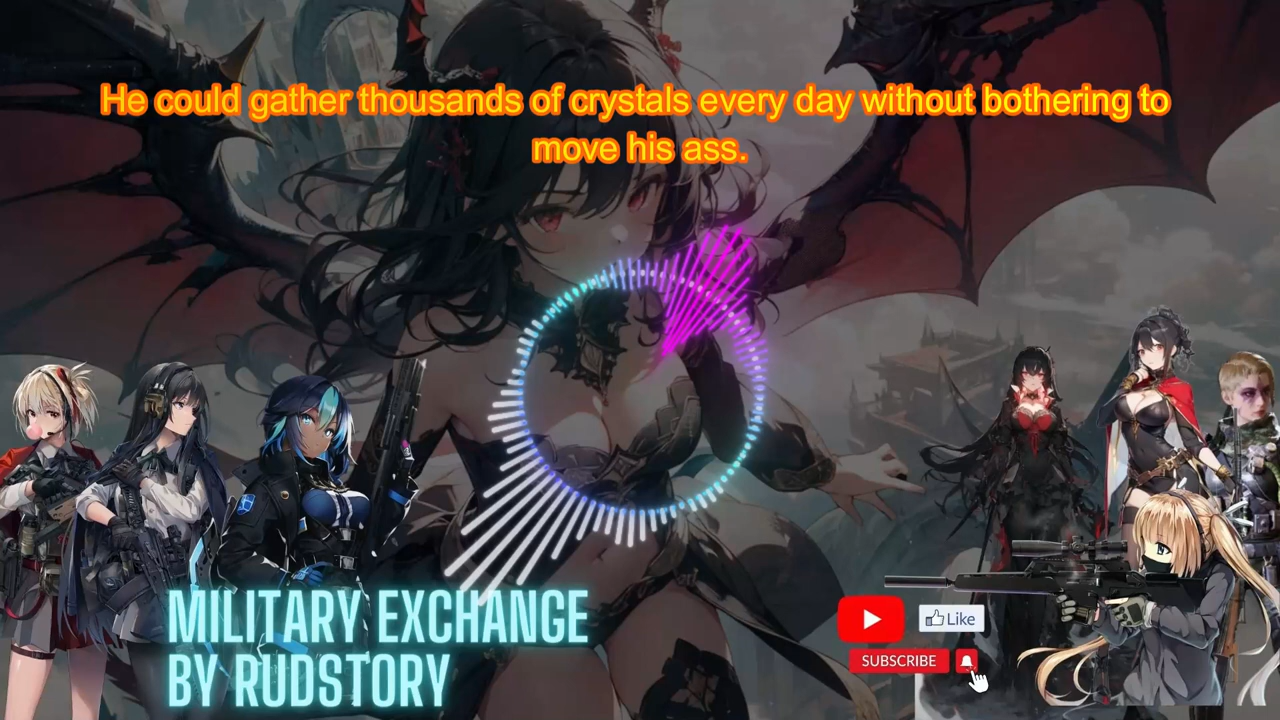 He could gather thousands of crystals every day without bothering to
move his ass.
MILITARY EXCHANGE
BY RUDSTORY
Like
SUBSCRIBE